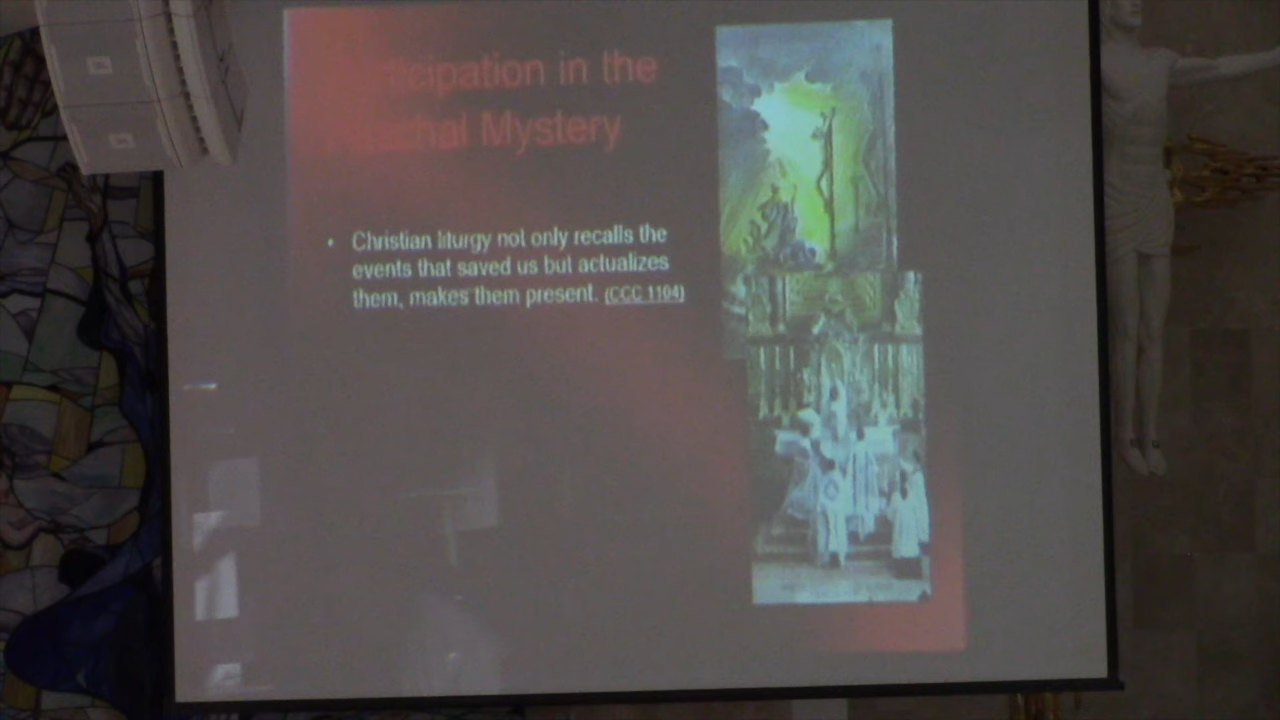 Participation in the
Paschal Mystery
• Christian liturgy not only recalls the
events that saved us but actualizes
them, makes them present. (CCC 1104)